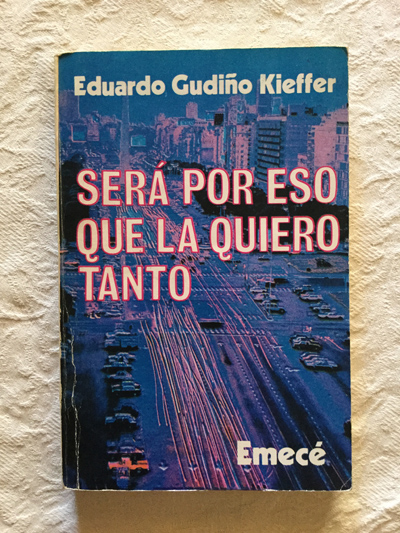 Eduardo Gudiño Kieffer
SERÁ POR ESO
QUE LA QUIERO
TANTO
Emecé